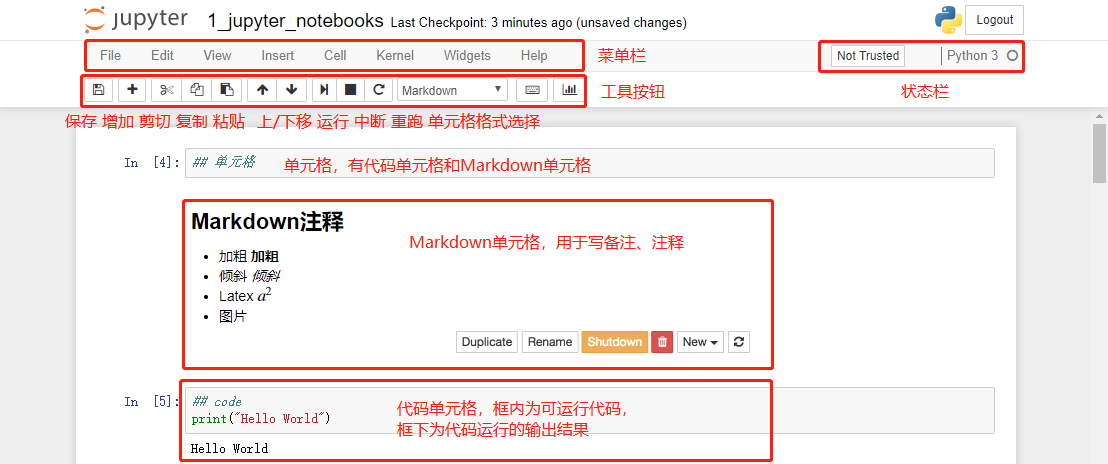 jupyter 1_jupyter_notebooks Last Checkpoint: 3 minutes ago (unsaved changes) Logout
File Edit View Insert Cell Kernel Widgets Help 菜单栏 Not Trusted Python 3
Markdown 工具按钮 状态栏
保存 增加 剪切 复制 粘贴 上/下移 运行 中断 重跑 单元格格式选择
In [4]: ## 单元格 单元格，有代码单元格和Markdown单元格
Markdown注释
Markdown单元格，用于写备注、注释
加粗 加粗
倾斜 倾斜
Latex a²
图片
Duplicate Rename Shutdown New
In [5]: ## code
print("Hello World")
代码单元格，框内为可运行代码，
框下为代码运行的输出结果
Hello World